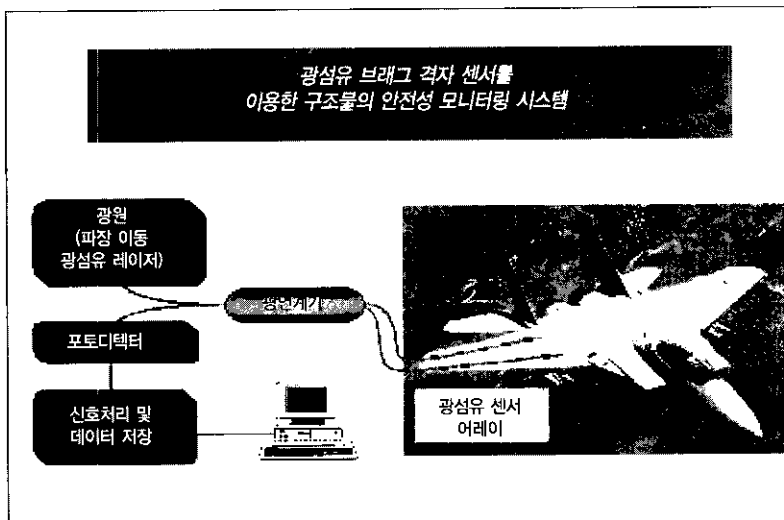 광섬유 브래그 격자 센서를
이용한 구조물의 안전성 모니터링 시스템
광원
(파장 이동
광섬유 레이저)
포토디텍터
신호처리 및
데이터 저장
광섬유 센서
어레이